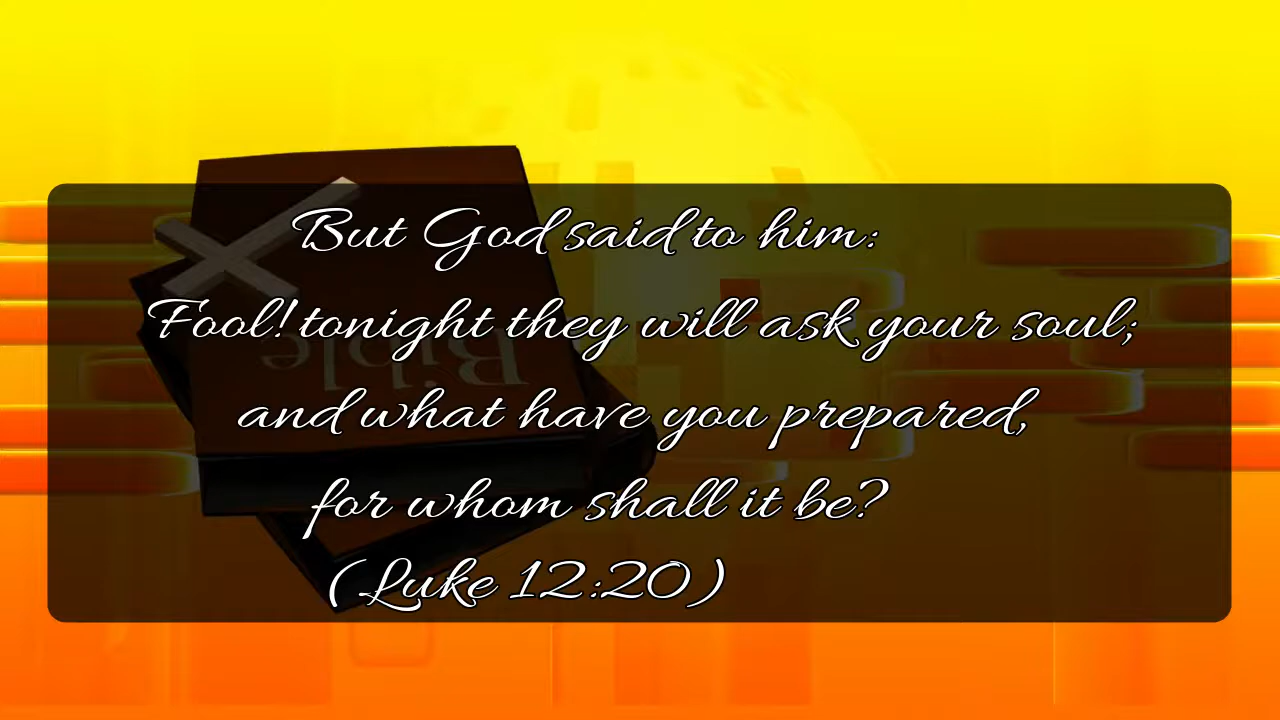 But God said to him:
Fool! tonight they will ask your soul;
and what have you prepared,
for whom shall it be?
(Luke 12:20)
Bible